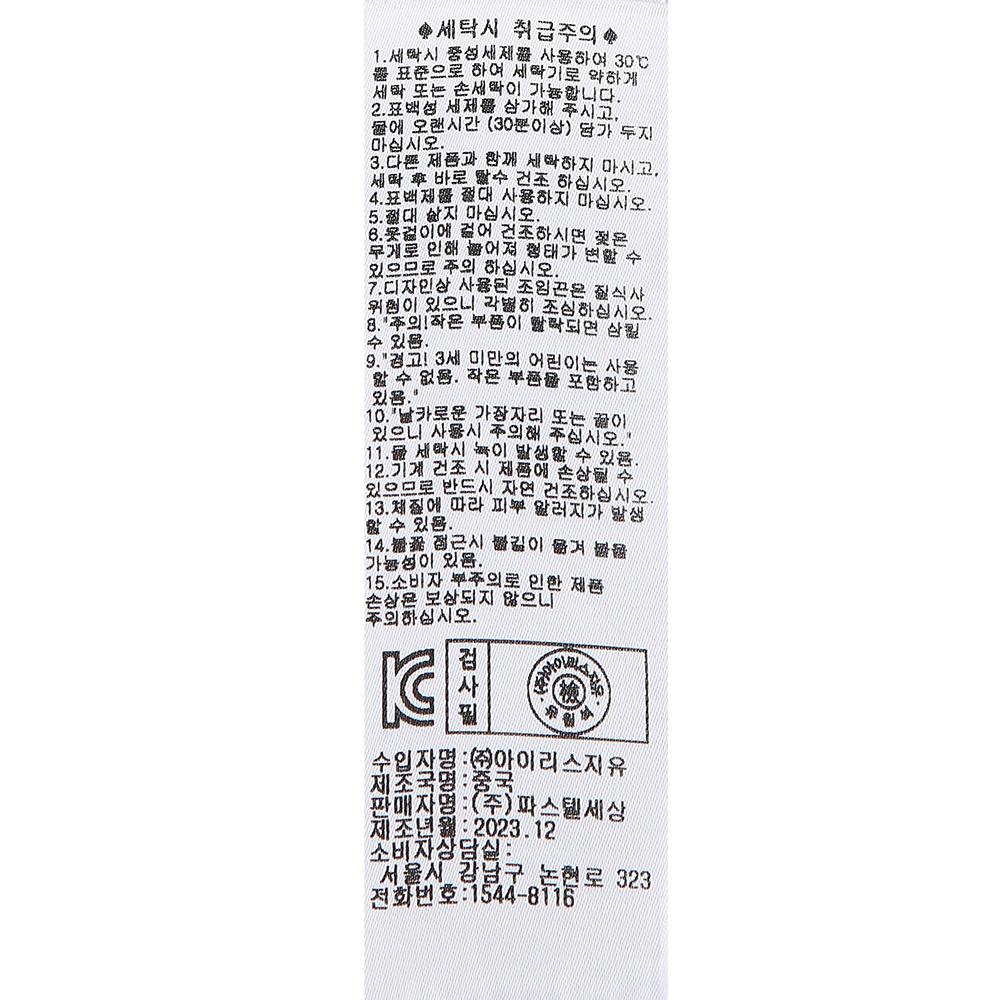 ♠세탁시 취급주의♠
1.세탁시 중성세제를 사용하여 30℃
를 표준으로 하여 세탁기로 약하게
세탁 또는 손세탁이 가능합니다.
2.표백성 세제를 삼가해 주시고,
물에 오랜시간 (30분이상) 담가 두지
마십시오.
3.다른 제품과 함께 세탁하지 마시고,
세탁 후 바로 탈수 건조 하십시오.
4.표백제를 절대 사용하지 마십시오.
5.절대 삶지 마십시오.
6.옷걸이에 걸어 건조하시면 젖은
무게로 인해 늘어져 형태가 변할 수
있으므로 주의 하십시오.
7.디자인상 사용된 조임끈은 질식사
위험이 있으니 각별히 조심하십시오.
8."주의!작은 부품이 탈락되면 삼킬
수 있음.
9."경고! 3세 미만의 어린이는 사용
할 수 없음. 작은 부품을 포함하고
있음."
10."날카로운 가장자리 또는 끝이
있으니 사용시 주의해 주십시오."
11.물 세탁시 녹이 발생할 수 있음.
12.기계 건조 시 제품에 손상될 수
있으므로 반드시 자연 건조하십시오.
13.체질에 따라 피부 알러지가 발생
할 수 있음.
14.불꽃 접근시 불길이 옮겨 붙을
가능성이 있음.
15.소비자 부주의로 인한 제품
손상은 보상되지 않으니
주의하십시오.
KC
검사필
(주)아이리스지유
檢
유원석
수입자명:㈜아이리스지유
제조국명:중국
판매자명:(주)파스텔세상
제조년월:2023.12
소비자상담실:
서울시 강남구 논현로 323
전화번호:1544-8116